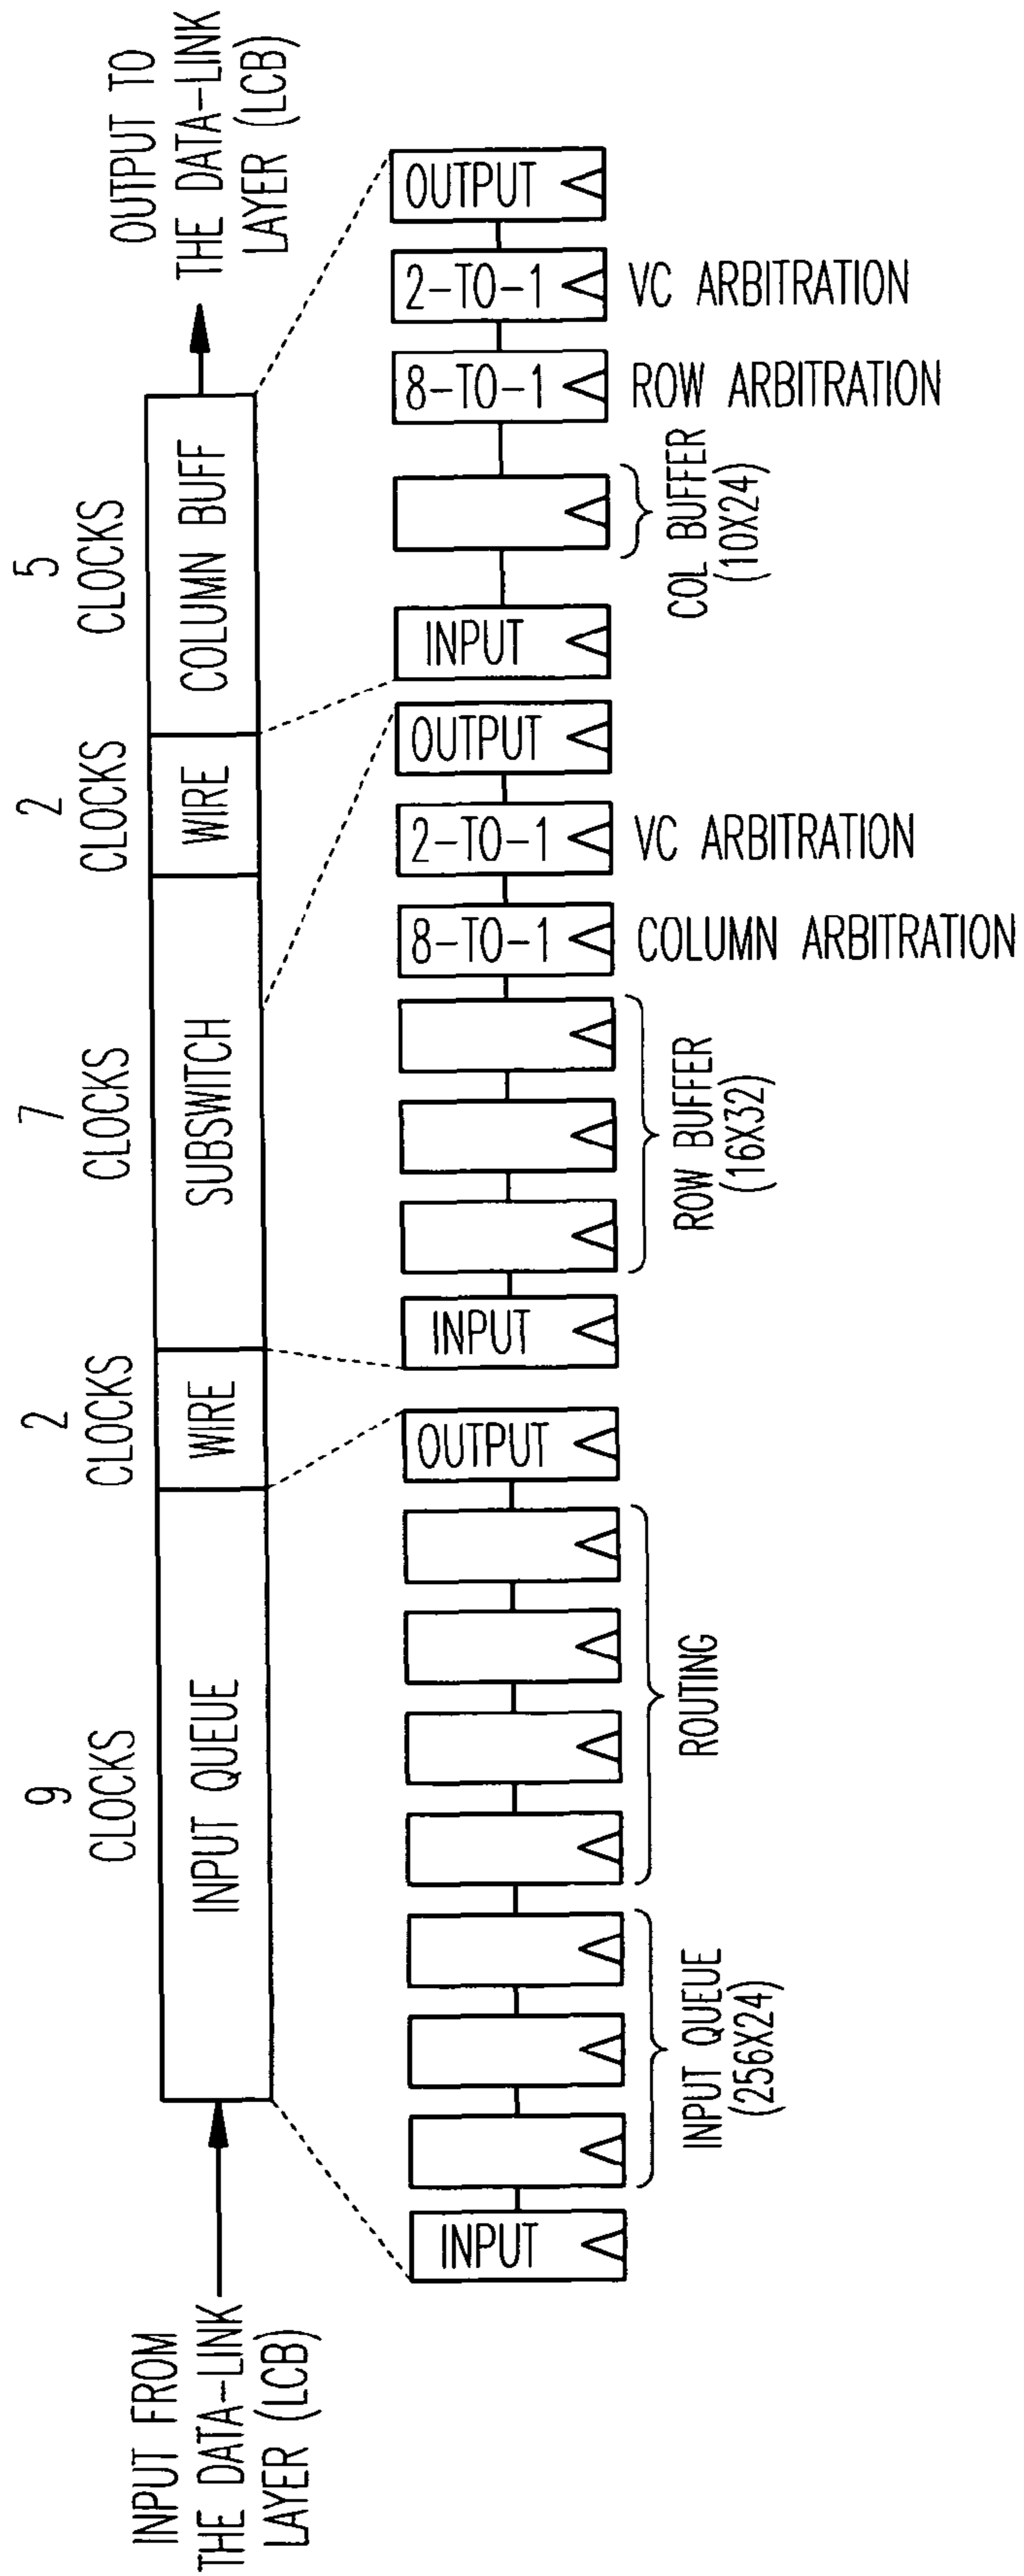 INPUT FROM
THE DATA-LINK
LAYER (LCB)
9
CLOCKS
2
CLOCKS
7
CLOCKS
2
CLOCKS
5
CLOCKS
INPUT QUEUE
WIRE
SUBSWITCH
WIRE
COLUMN BUFF
OUTPUT TO
THE DATA-LINK
LAYER (LCB)
INPUT
OUTPUT
INPUT
8-TO-1
2-TO-1
OUTPUT
INPUT
8-TO-1
2-TO-1
OUTPUT
INPUT QUEUE
(256X24)
ROUTING
ROW BUFFER
(16X32)
COLUMN ARBITRATION
VC ARBITRATION
COL BUFFER
(10X24)
ROW ARBITRATION
VC ARBITRATION